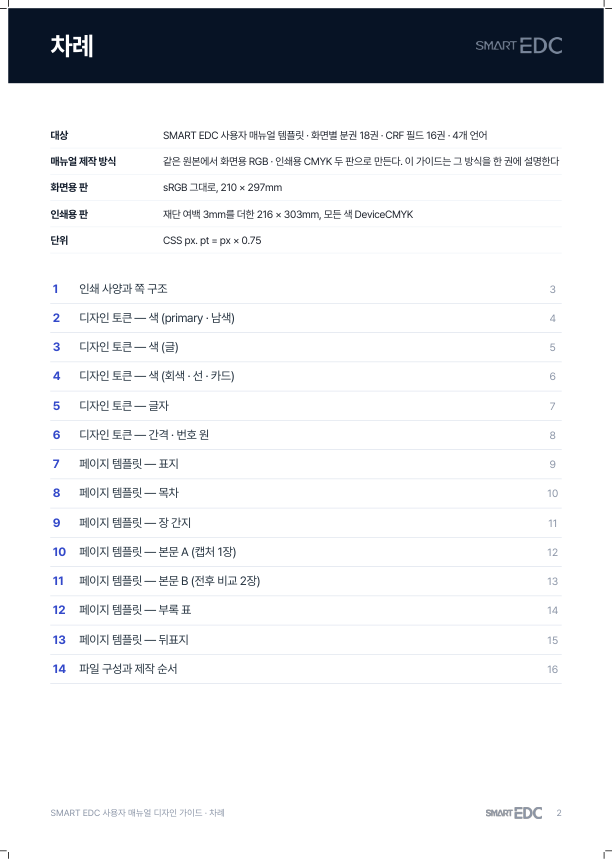 차례
SMART EDC
대상 SMART EDC 사용자 매뉴얼 템플릿 · 화면별 분권 18권 · CRF 필드 16권 · 4개 언어
매뉴얼 제작 방식 같은 원본에서 화면용 RGB · 인쇄용 CMYK 두 판으로 만든다. 이 가이드는 그 방식을 한 권에 설명한다
화면용 판 sRGB 그대로, 210 × 297mm
인쇄용 판 재단 여백 3mm를 더한 216 × 303mm, 모든 색 DeviceCMYK
단위 CSS px. pt = px × 0.75
1 인쇄 사양과 쪽 구조 3
2 디자인 토큰 — 색 (primary · 남색) 4
3 디자인 토큰 — 색 (글) 5
4 디자인 토큰 — 색 (회색 · 선 · 카드) 6
5 디자인 토큰 — 글자 7
6 디자인 토큰 — 간격 · 번호 원 8
7 페이지 템플릿 — 표지 9
8 페이지 템플릿 — 목차 10
9 페이지 템플릿 — 장 간지 11
10 페이지 템플릿 — 본문 A (캡처 1장) 12
11 페이지 템플릿 — 본문 B (전후 비교 2장) 13
12 페이지 템플릿 — 부록 표 14
13 페이지 템플릿 — 뒤표지 15
14 파일 구성과 제작 순서 16
SMART EDC 사용자 매뉴얼 디자인 가이드 · 차례
SMART EDC 2